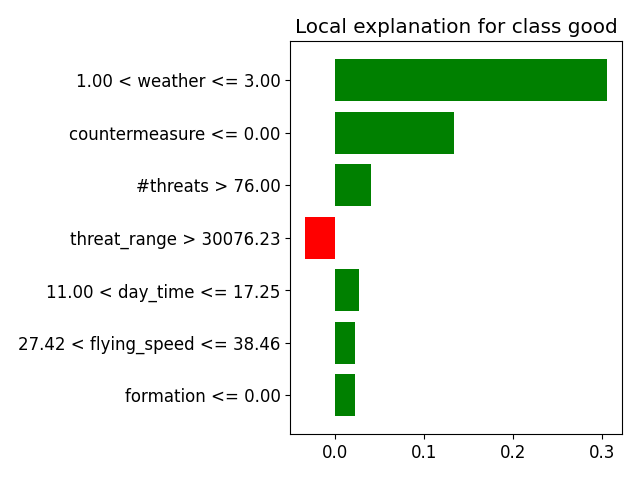 Local explanation for class good
1.00 < weather <= 3.00
countermeasure <= 0.00
#threats > 76.00
threat_range > 30076.23
11.00 < day_time <= 17.25
27.42 < flying_speed <= 38.46
formation <= 0.00
0.0 0.1 0.2 0.3